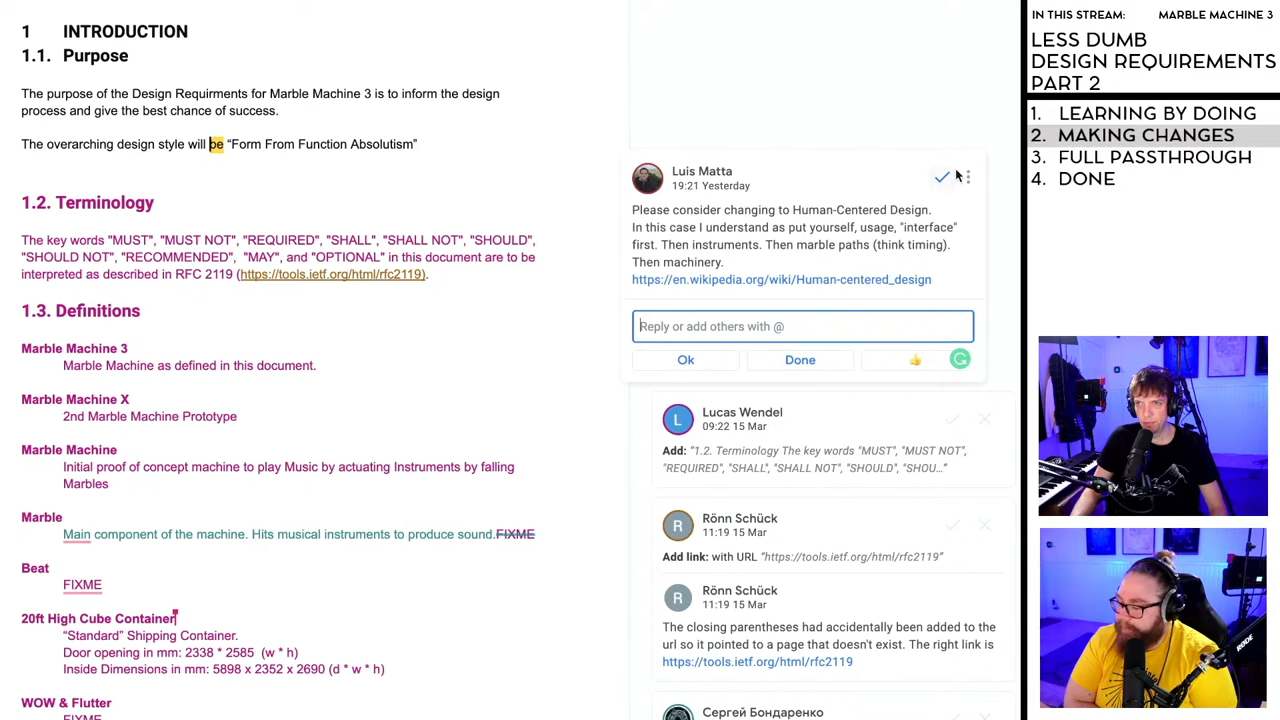 1 INTRODUCTION
1.1. Purpose
The purpose of the Design Requirments for Marble Machine 3 is to inform the design
process and give the best chance of success.
The overarching design style will be “Form From Function Absolutism”
1.2. Terminology
The key words "MUST", "MUST NOT", "REQUIRED", "SHALL", "SHALL NOT", "SHOULD",
"SHOULD NOT", "RECOMMENDED", "MAY", and "OPTIONAL" in this document are to be
interpreted as described in RFC 2119 (https://tools.ietf.org/html/rfc2119).
1.3. Definitions
Marble Machine 3
Marble Machine as defined in this document.
Marble Machine X
2nd Marble Machine Prototype
Marble Machine
Initial proof of concept machine to play Music by actuating Instruments by falling
Marbles
Marble
Main component of the machine. Hits musical instruments to produce sound.FIXME
Beat
FIXME
20ft High Cube Container
“Standard” Shipping Container.
Door opening in mm: 2338 * 2585 (w * h)
Inside Dimensions in mm: 5898 x 2352 x 2690 (d * w * h)
WOW & Flutter
FIXME
Luis Matta
19:21 Yesterday
Please consider changing to Human-Centered Design.
In this case I understand as put yourself, usage, "interface"
first. Then instruments. Then marble paths (think timing).
Then machinery.
https://en.wikipedia.org/wiki/Human-centered_design
Reply or add others with @
Ok Done 👍
L
Lucas Wendel
09:22 15 Mar
Add: “1.2. Terminology The key words "MUST", "MUST NOT",
"REQUIRED", "SHALL", "SHALL NOT", "SHOULD", "SHOU...”
R
Rönn Schück
11:19 15 Mar
Add link: with URL “https://tools.ietf.org/html/rfc2119”
R
Rönn Schück
11:19 15 Mar
The closing parentheses had accidentally been added to the
url so it pointed to a page that doesn't exist. The right link is
https://tools.ietf.org/html/rfc2119
Сергей Бондаренко
IN THIS STREAM: MARBLE MACHINE 3
LESS DUMB
DESIGN REQUIREMENTS
PART 2
1. LEARNING BY DOING
2. MAKING CHANGES
3. FULL PASSTHROUGH
4. DONE
RODE